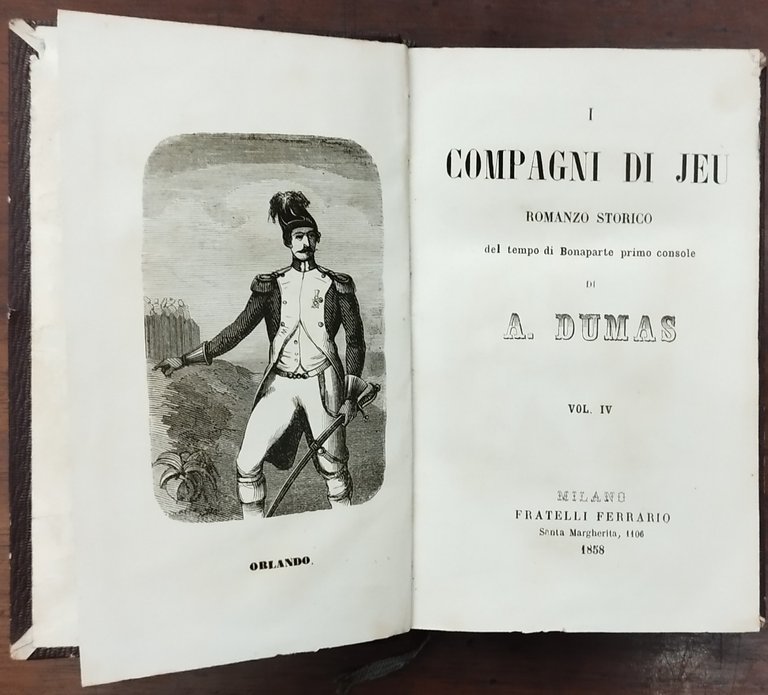 ORLANDO.
I
COMPAGNI DI JEU
ROMANZO STORICO
del tempo di Bonaparte primo console
DI
A. DUMAS
VOL. IV
MILANO
FRATELLI FERRARIO
Santa Margherita, 1106
1858